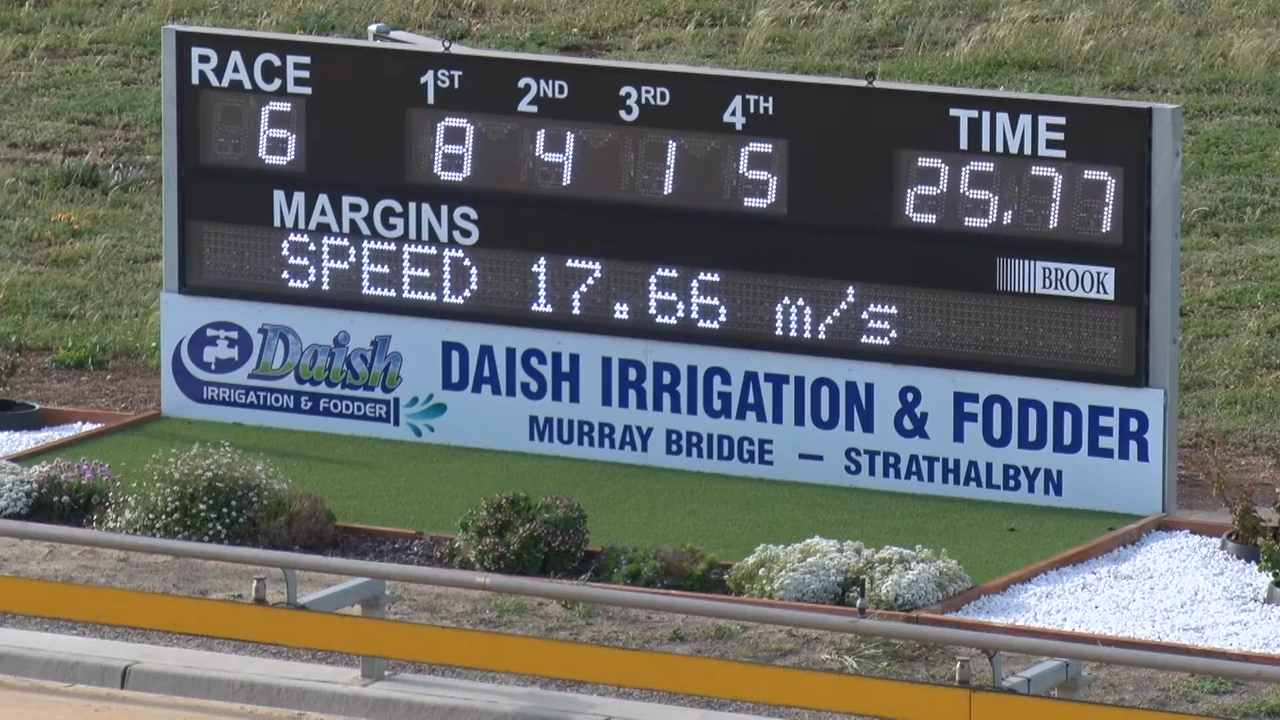 RACE 1ST 2ND 3RD 4TH TIME
6 8 4 1 5 25.77
MARGINS
SPEED 17.66 m/s
BROOK
Daish
IRRIGATION & FODDER
DAISH IRRIGATION & FODDER
MURRAY BRIDGE — STRATHALBYN